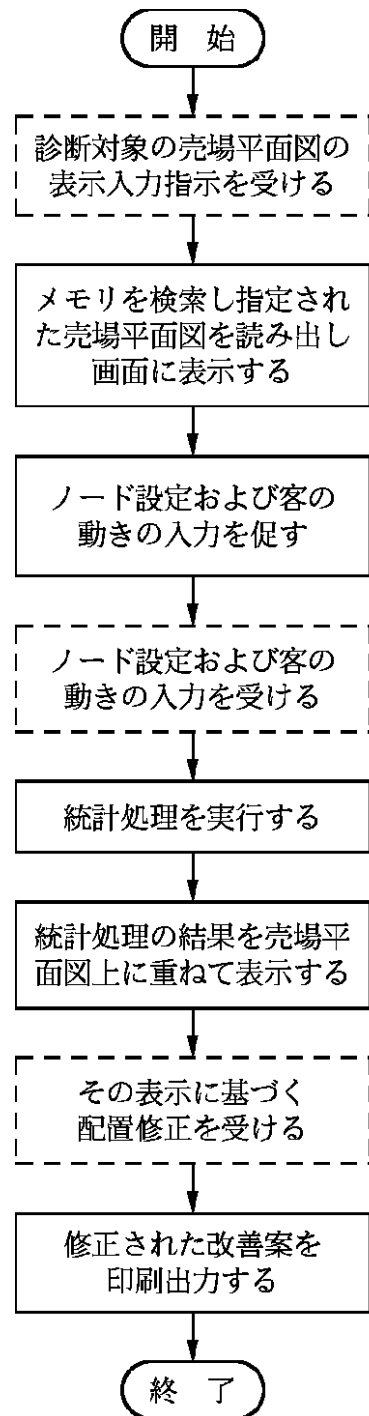 開 始
診断対象の売場平面図の
表示入力指示を受ける
メモリを検索し指定され
た売場平面図を読み出し
画面に表示する
ノード設定および客の
動きの入力を促す
ノード設定および客の
動きの入力を受ける
統計処理を実行する
統計処理の結果を売場平
面図上に重ねて表示する
その表示に基づく
配置修正を受ける
修正された改善案を
印刷出力する
終 了